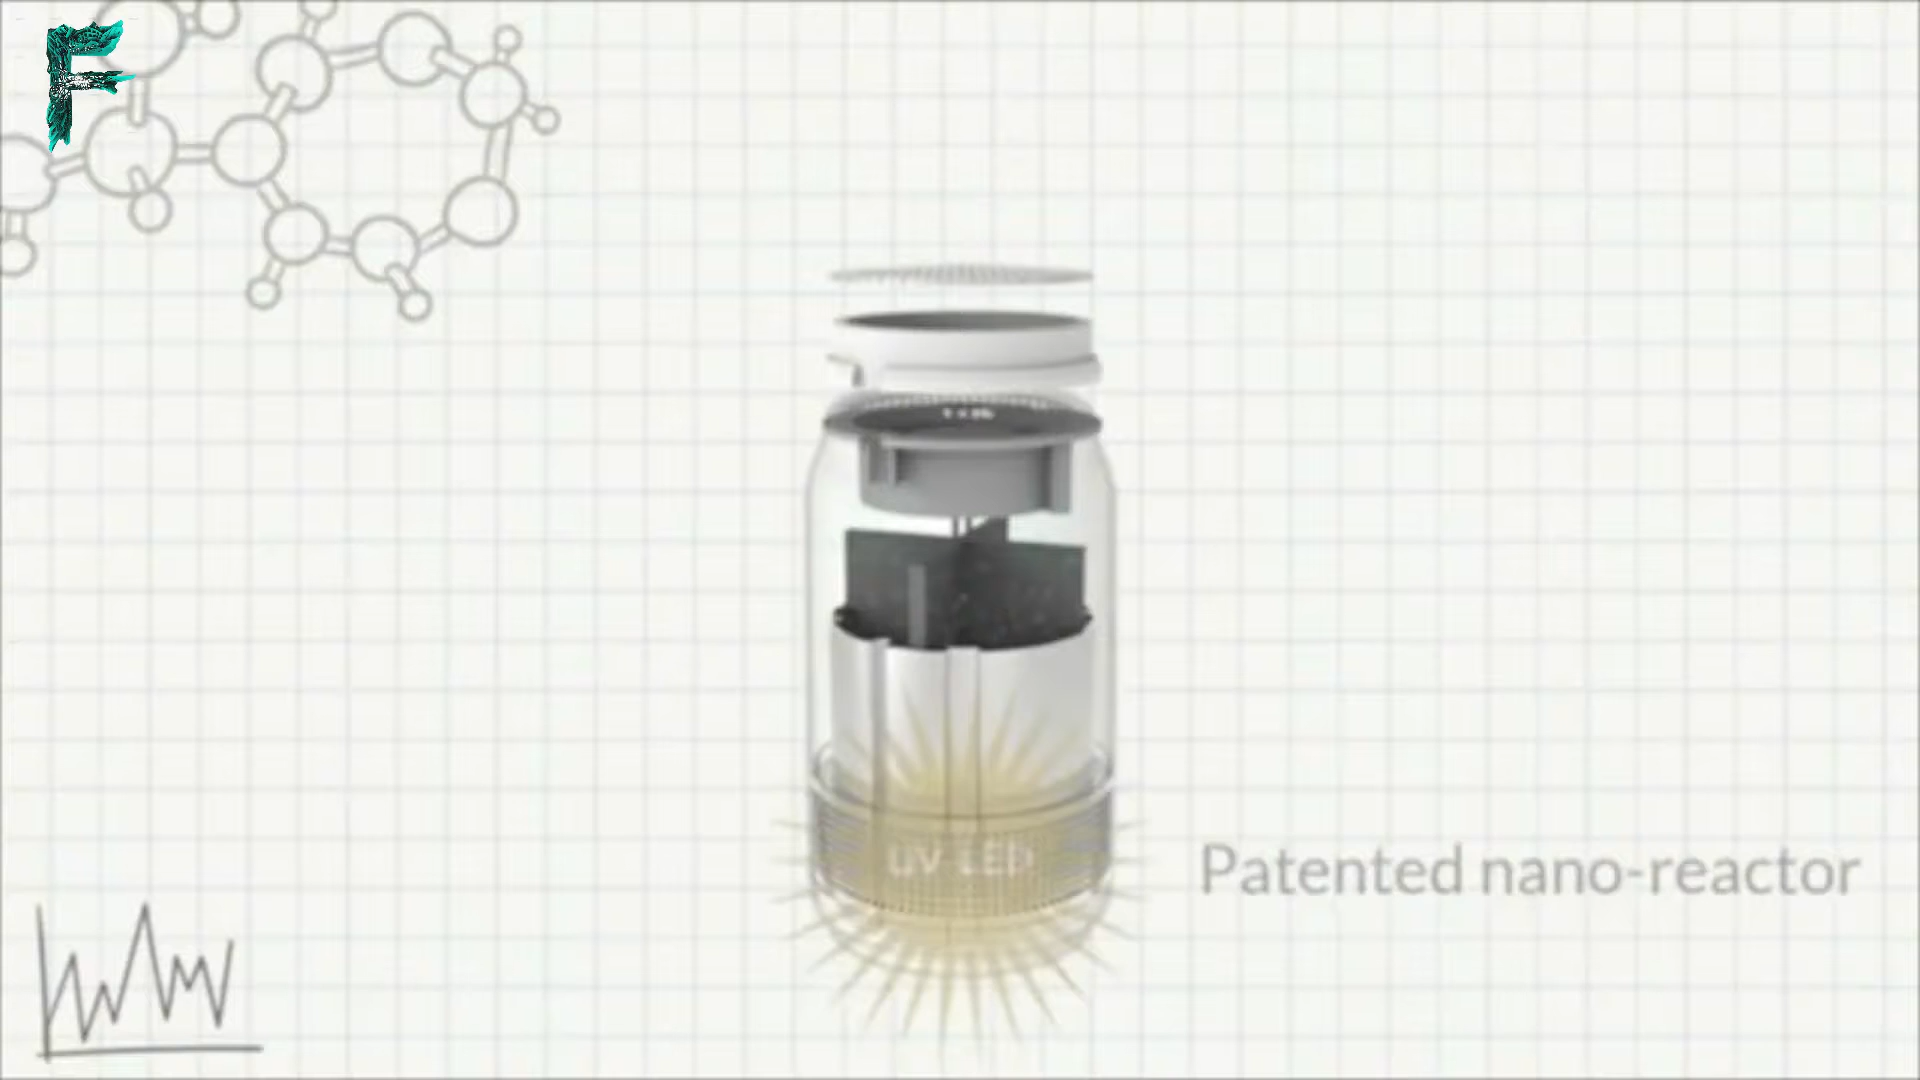 F
UV LED
Patented nano-reactor